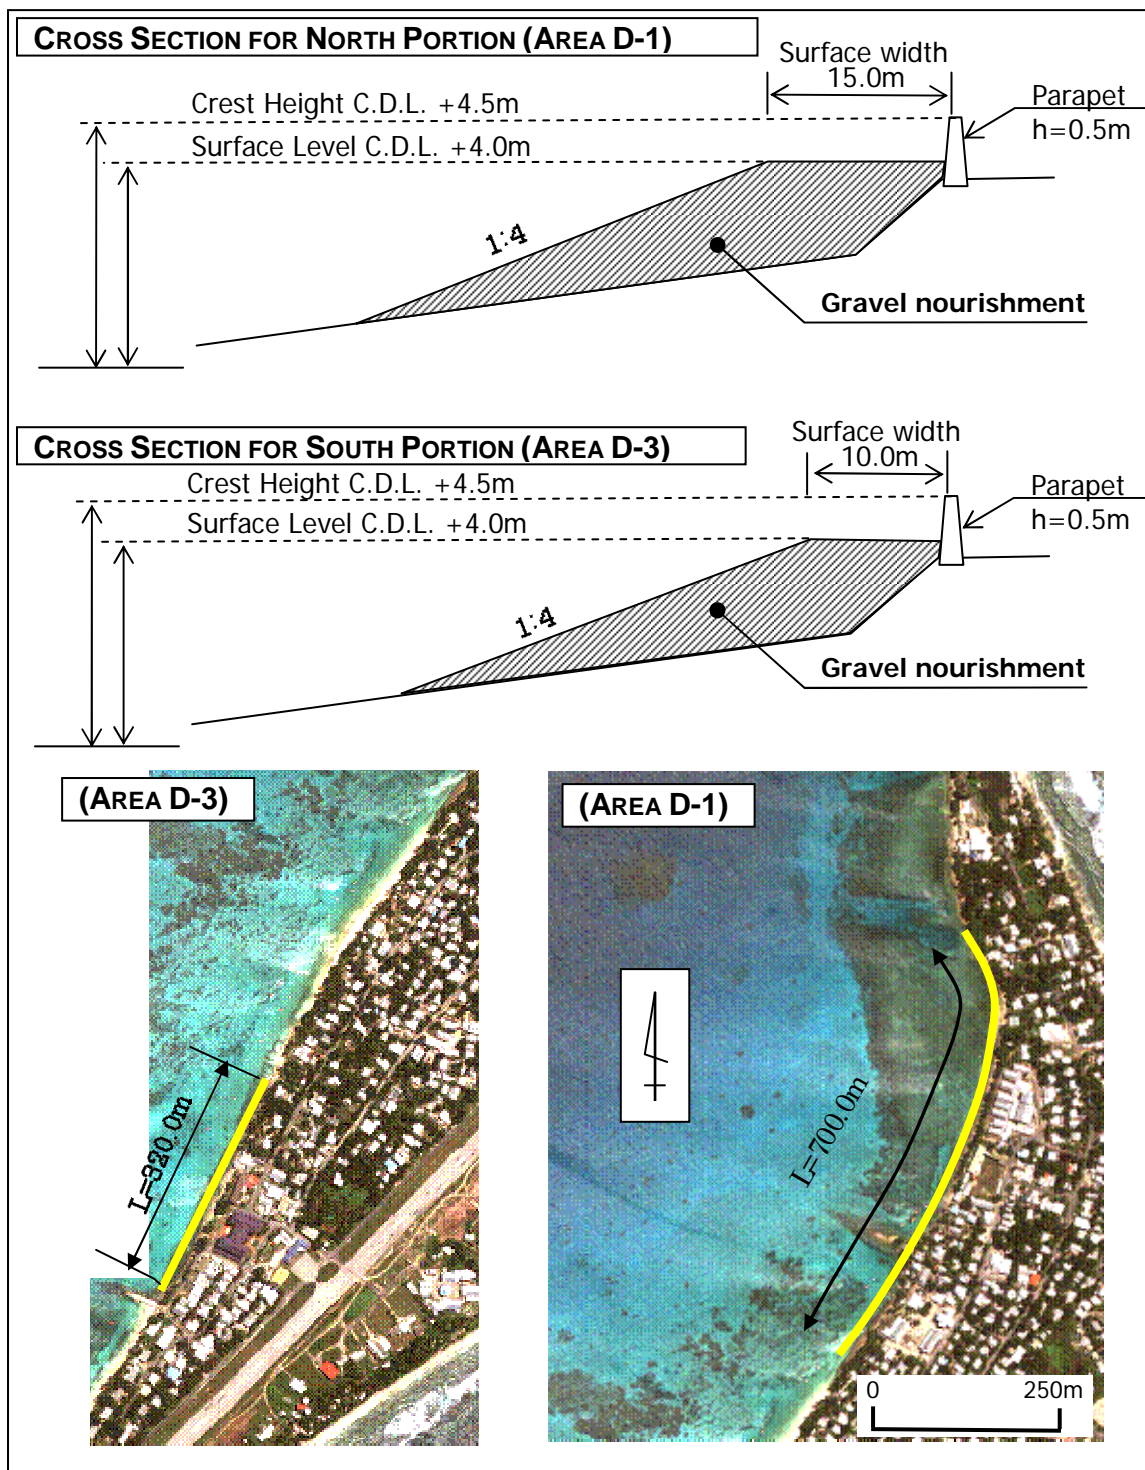 CROSS SECTION FOR NORTH PORTION (AREA D-1)
Surface width
15.0m
Crest Height C.D.L. +4.5m
Parapet
h=0.5m
Surface Level C.D.L. +4.0m
1:4
Gravel nourishment
CROSS SECTION FOR SOUTH PORTION (AREA D-3)
Surface width
10.0m
Crest Height C.D.L. +4.5m
Parapet
h=0.5m
Surface Level C.D.L. +4.0m
1:4
Gravel nourishment
(AREA D-3)
L=320.0m
(AREA D-1)
L=700.0m
0 250m